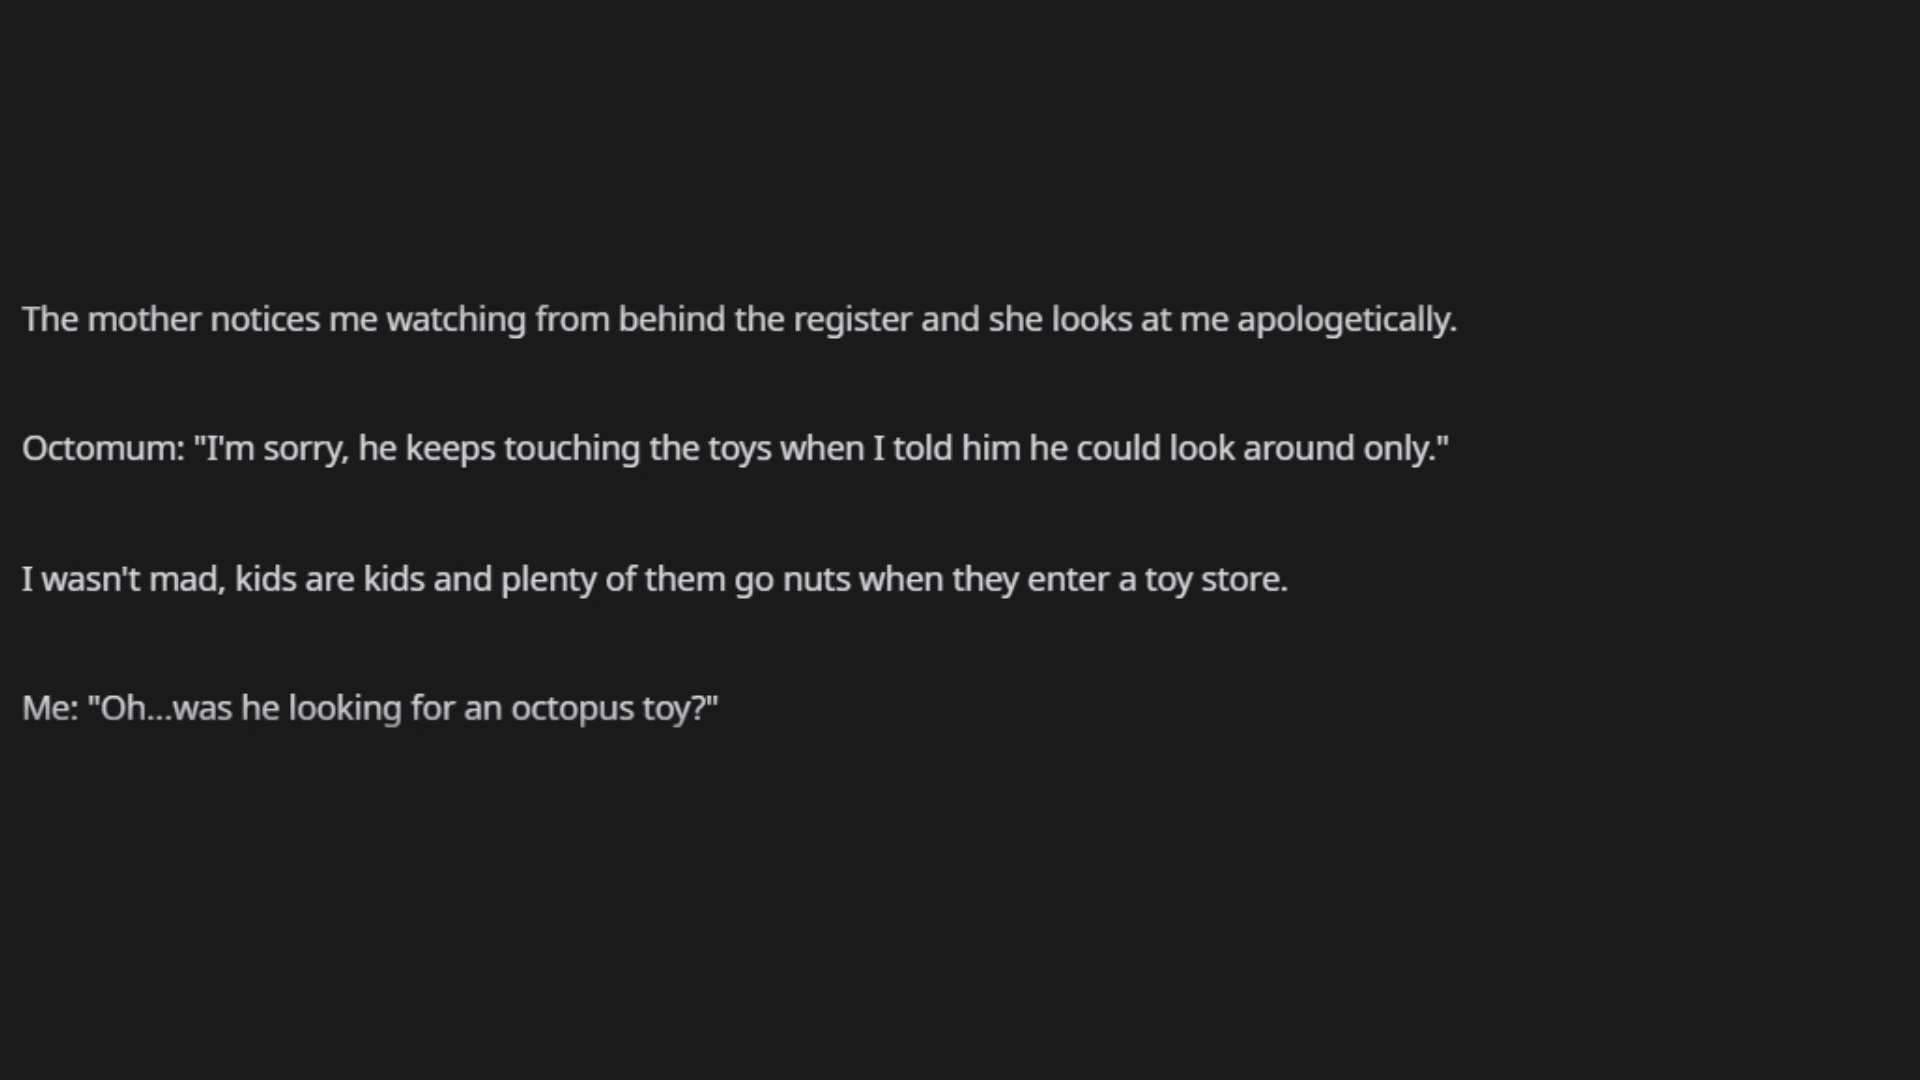 The mother notices me watching from behind the register and she looks at me apologetically.
Octomum: "I'm sorry, he keeps touching the toys when I told him he could look around only."
I wasn't mad, kids are kids and plenty of them go nuts when they enter a toy store.
Me: "Oh...was he looking for an octopus toy?"